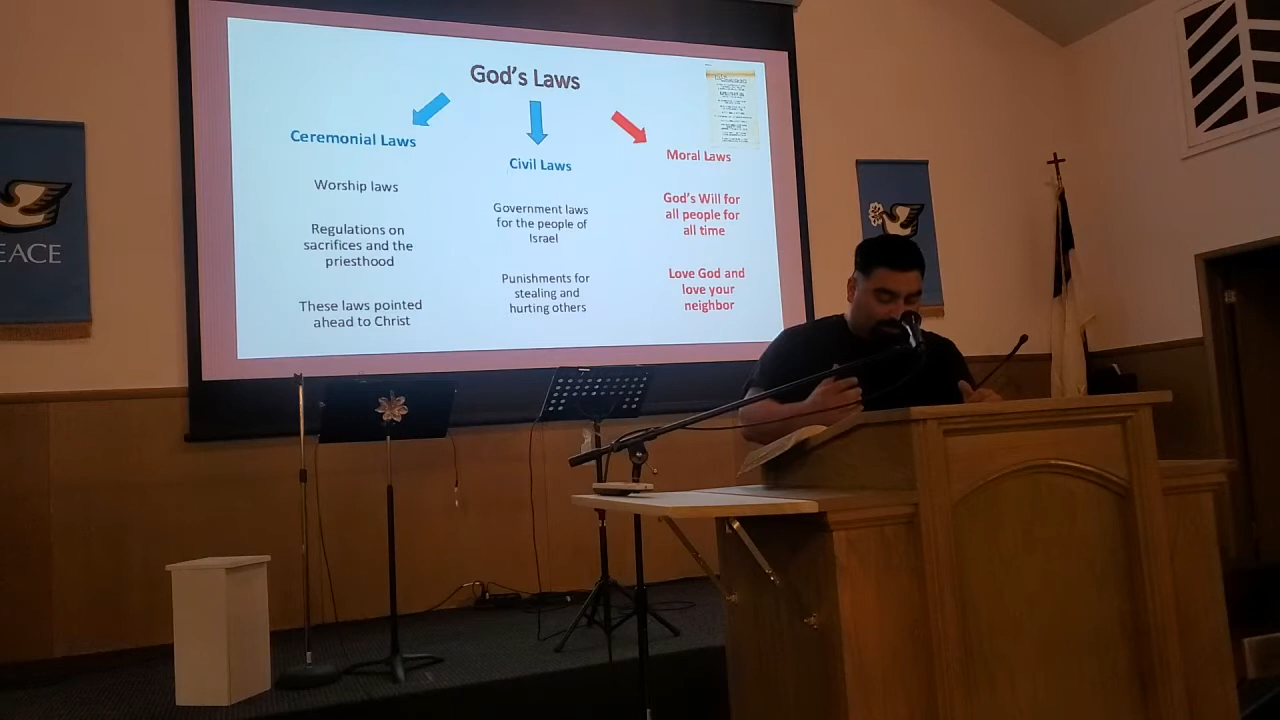 God's Laws
Ceremonial Laws
Worship laws
Regulations on
sacrifices and the
priesthood
These laws pointed
ahead to Christ
Civil Laws
Government laws
for the people of
Israel
Punishments for
stealing and
hurting others
Moral Laws
God's Will for
all people for
all time
Love God and
love your
neighbor
EACE